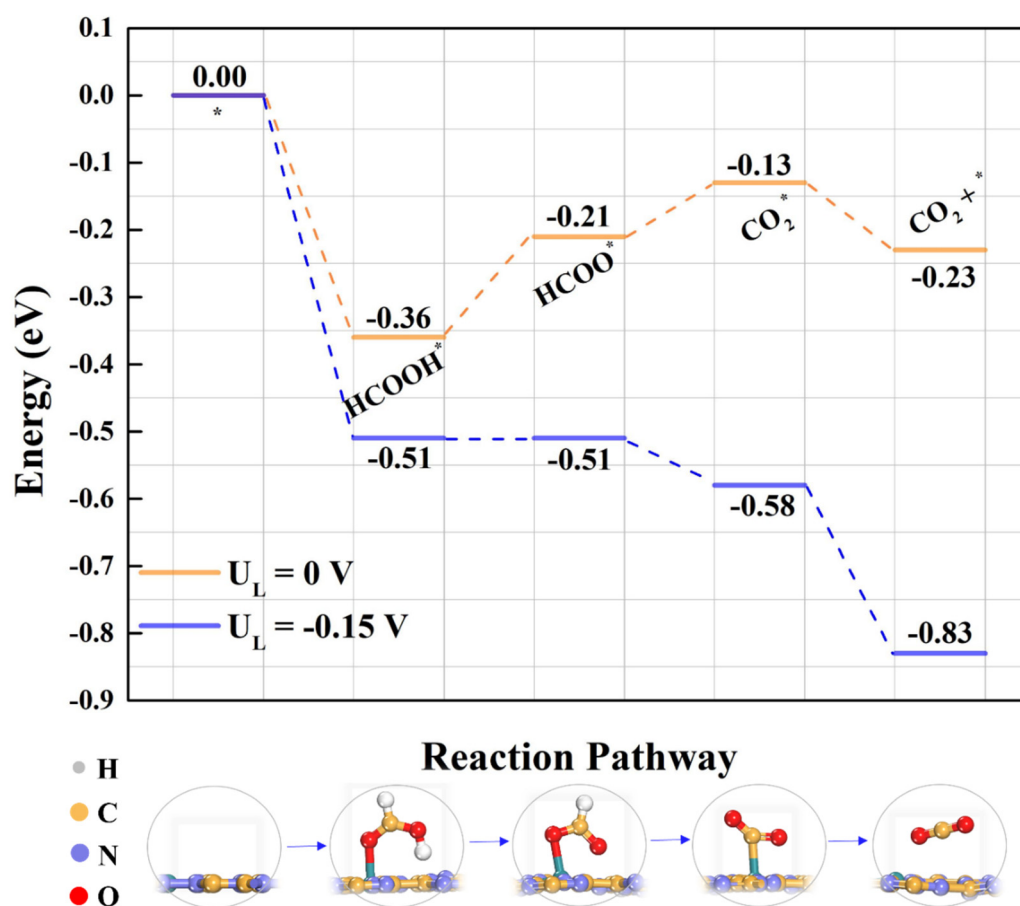 0.1
0.0
-0.1
-0.2
-0.3
-0.4
-0.5
-0.6
-0.7
-0.8
-0.9
Energy (eV)
0.00
*
-0.36
HCOOH*
-0.21
HCOO*
-0.13
CO₂*
CO₂+*
-0.23
-0.51
-0.51
-0.58
-0.83
U_L = 0 V
U_L = -0.15 V
Reaction Pathway
H
C
N
O